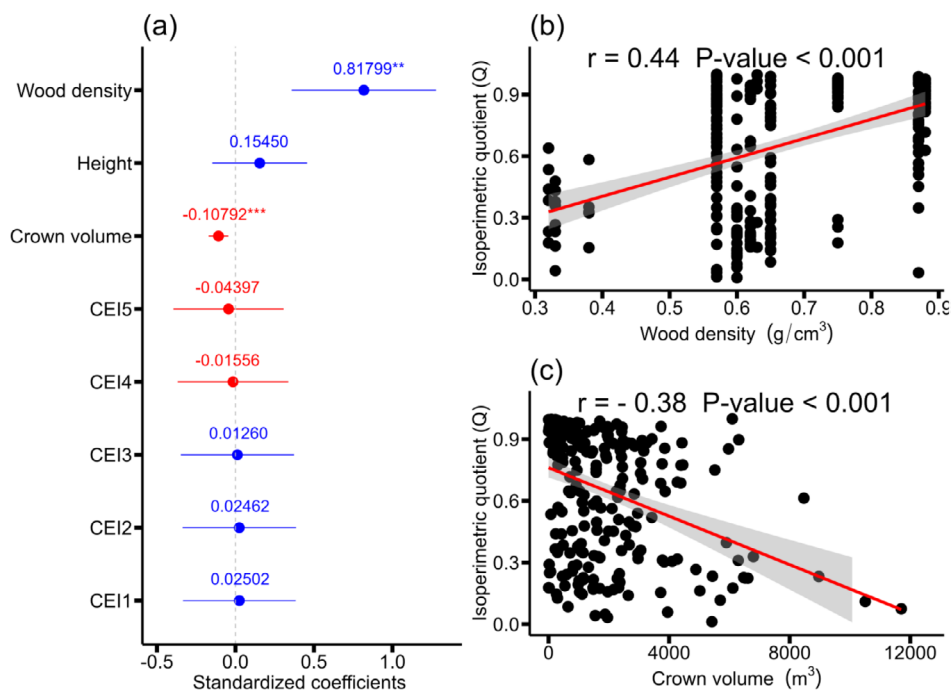 (a)
Wood density
0.81799**
Height
0.15450
Crown volume
-0.10792***
CEI5
-0.04397
CEI4
-0.01556
CEI3
0.01260
CEI2
0.02462
CEI1
0.02502
-0.5 0.0 0.5 1.0
Standardized coefficients
(b)
r = 0.44 P-value < 0.001
Isoperimetric quotient (Q)
0.9
0.6
0.3
0.0
0.3 0.4 0.5 0.6 0.7 0.8 0.9
Wood density (g/cm³)
(c)
r = - 0.38 P-value < 0.001
Isoperimetric quotient (Q)
0.9
0.6
0.3
0.0
0 4000 8000 12000
Crown volume (m³)